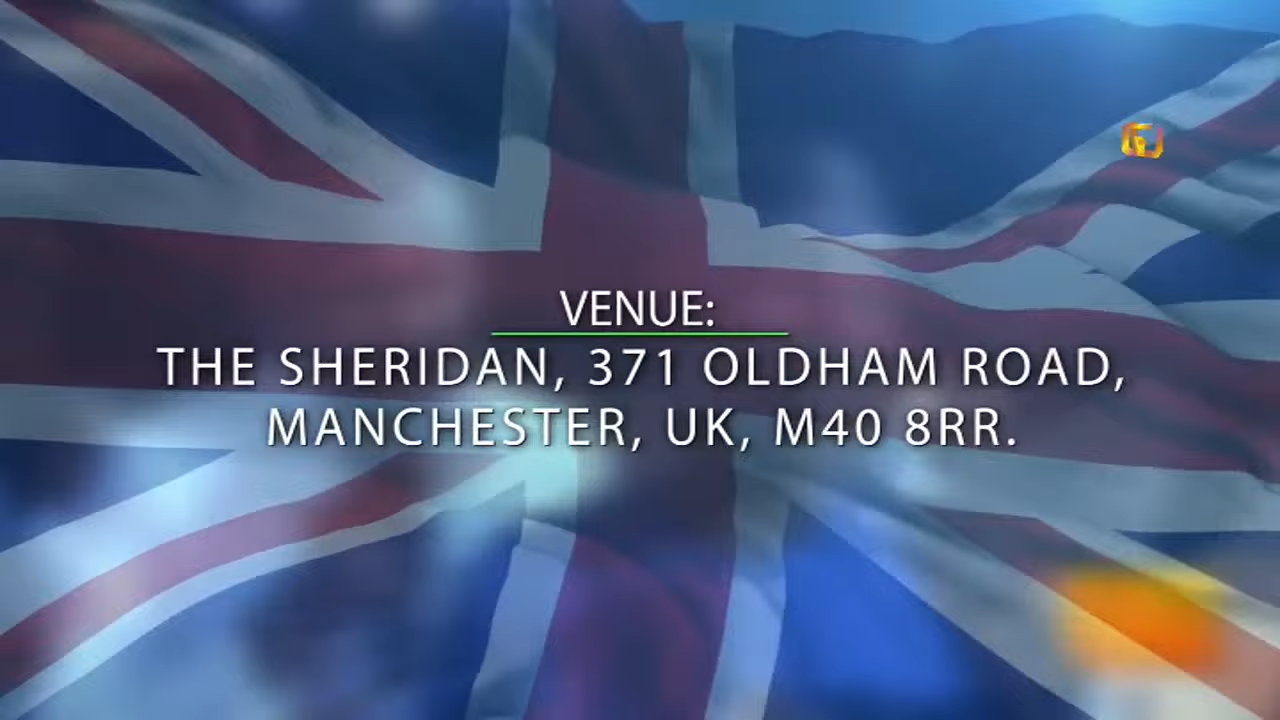 VENUE:
THE SHERIDAN, 371 OLDHAM ROAD,
MANCHESTER, UK, M40 8RR.